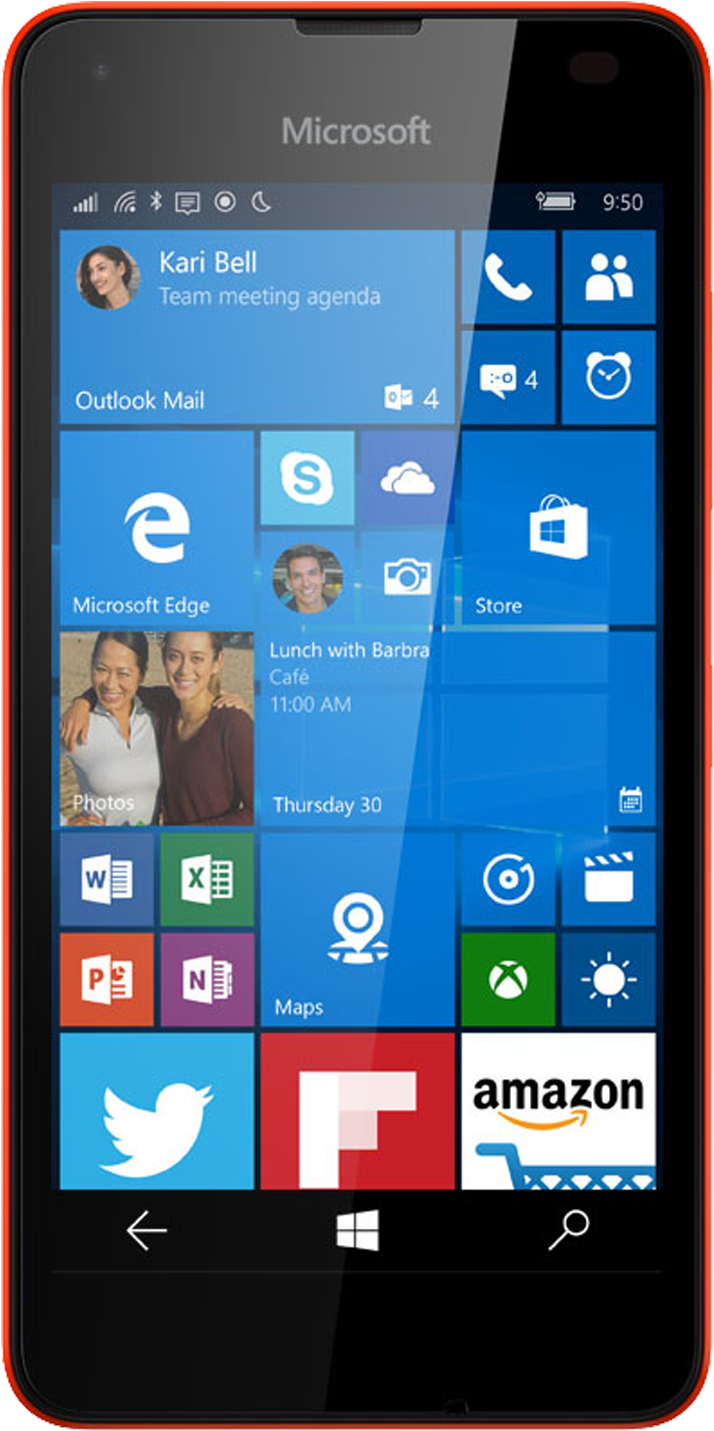 Microsoft
9:50
Kari Bell
Team meeting agenda
Outlook Mail
4
:-o 4
Microsoft Edge
S
Store
Lunch with Barbra
Café
11:00 AM
Photos
Thursday 30
W
X
P
N
Maps
amazon